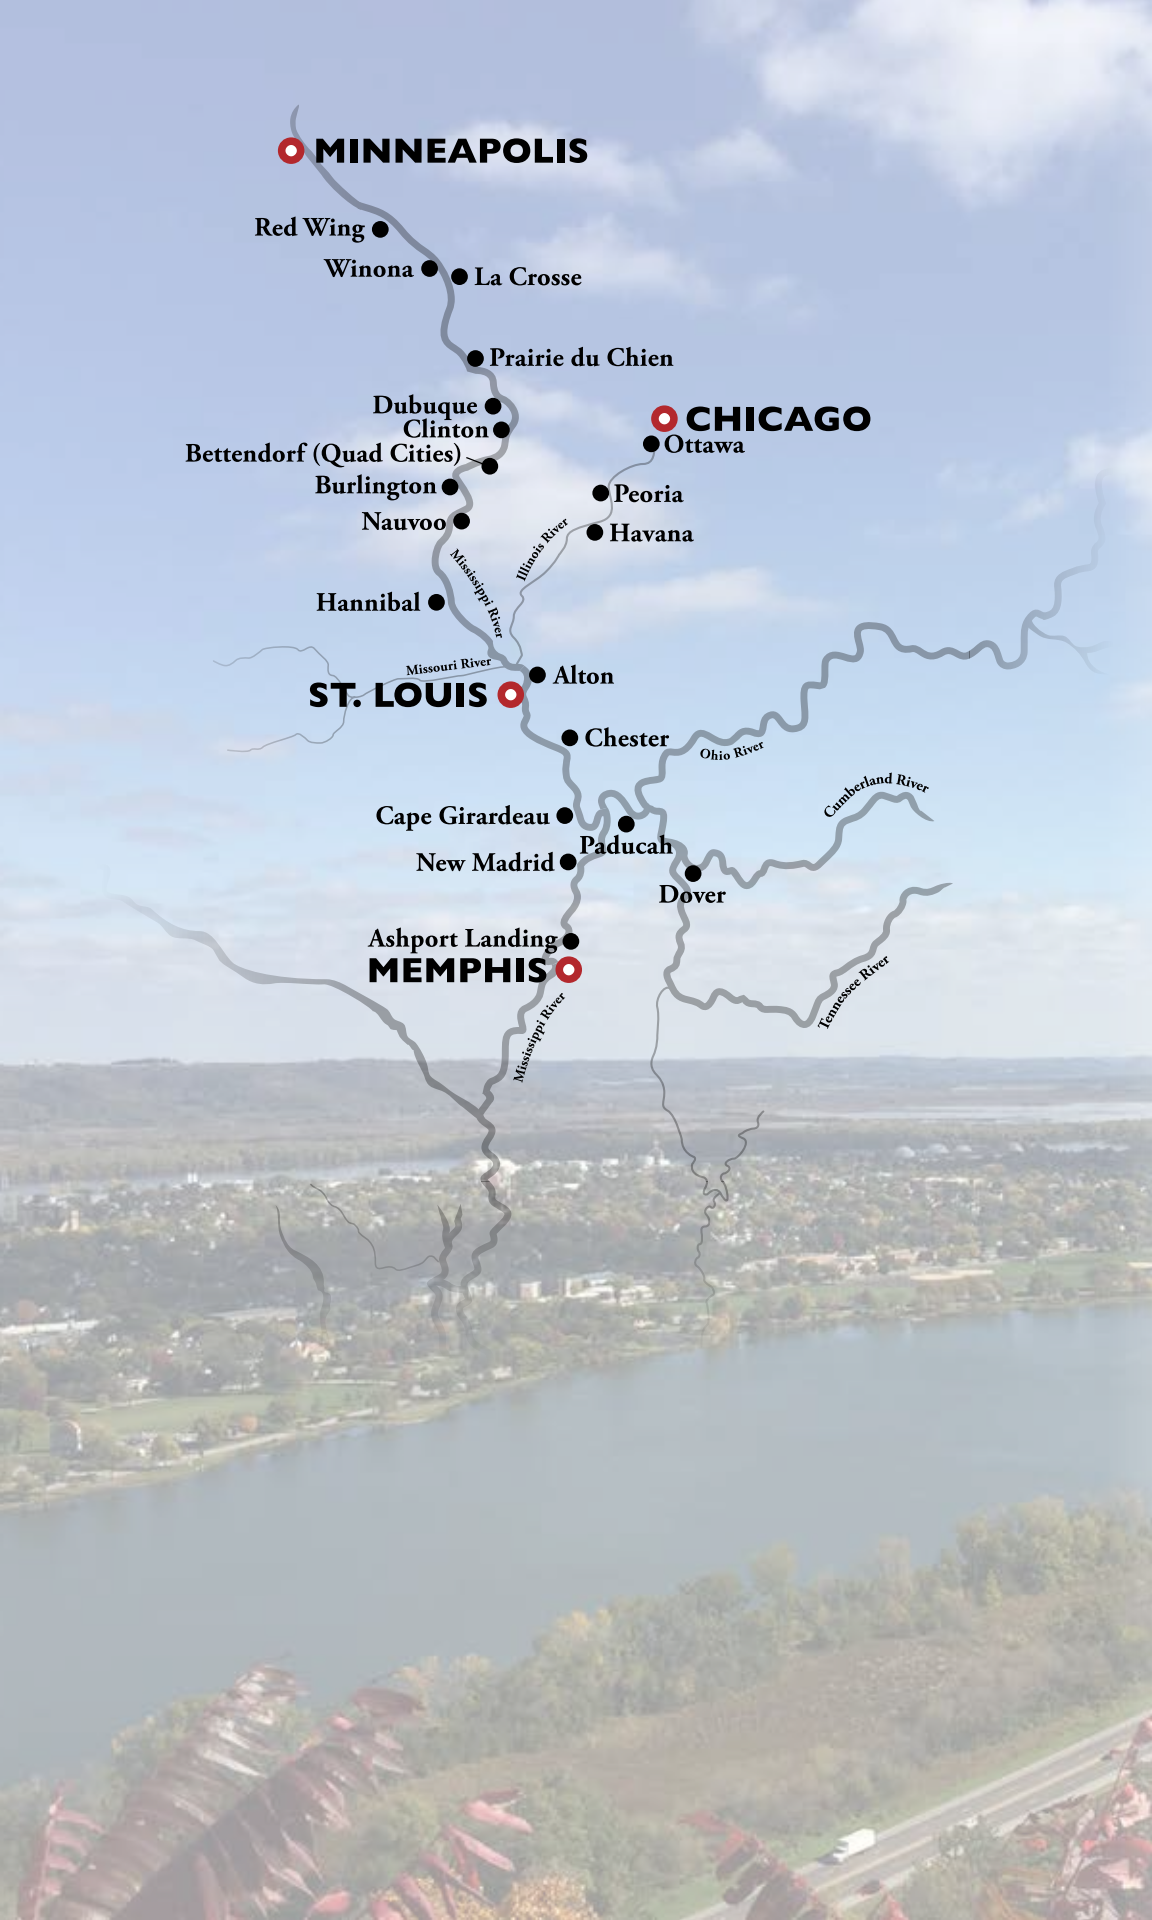 MINNEAPOLIS
Red Wing
Winona
La Crosse
Prairie du Chien
Dubuque
CHICAGO
Clinton
Ottawa
Bettendorf (Quad Cities)
Burlington
Peoria
Nauvoo
Havana
Illinois River
Mississippi River
Hannibal
Missouri River
Alton
ST. LOUIS
Chester
Ohio River
Cumberland River
Cape Girardeau
Paducah
New Madrid
Dover
Ashport Landing
MEMPHIS
Tennessee River
Mississippi River